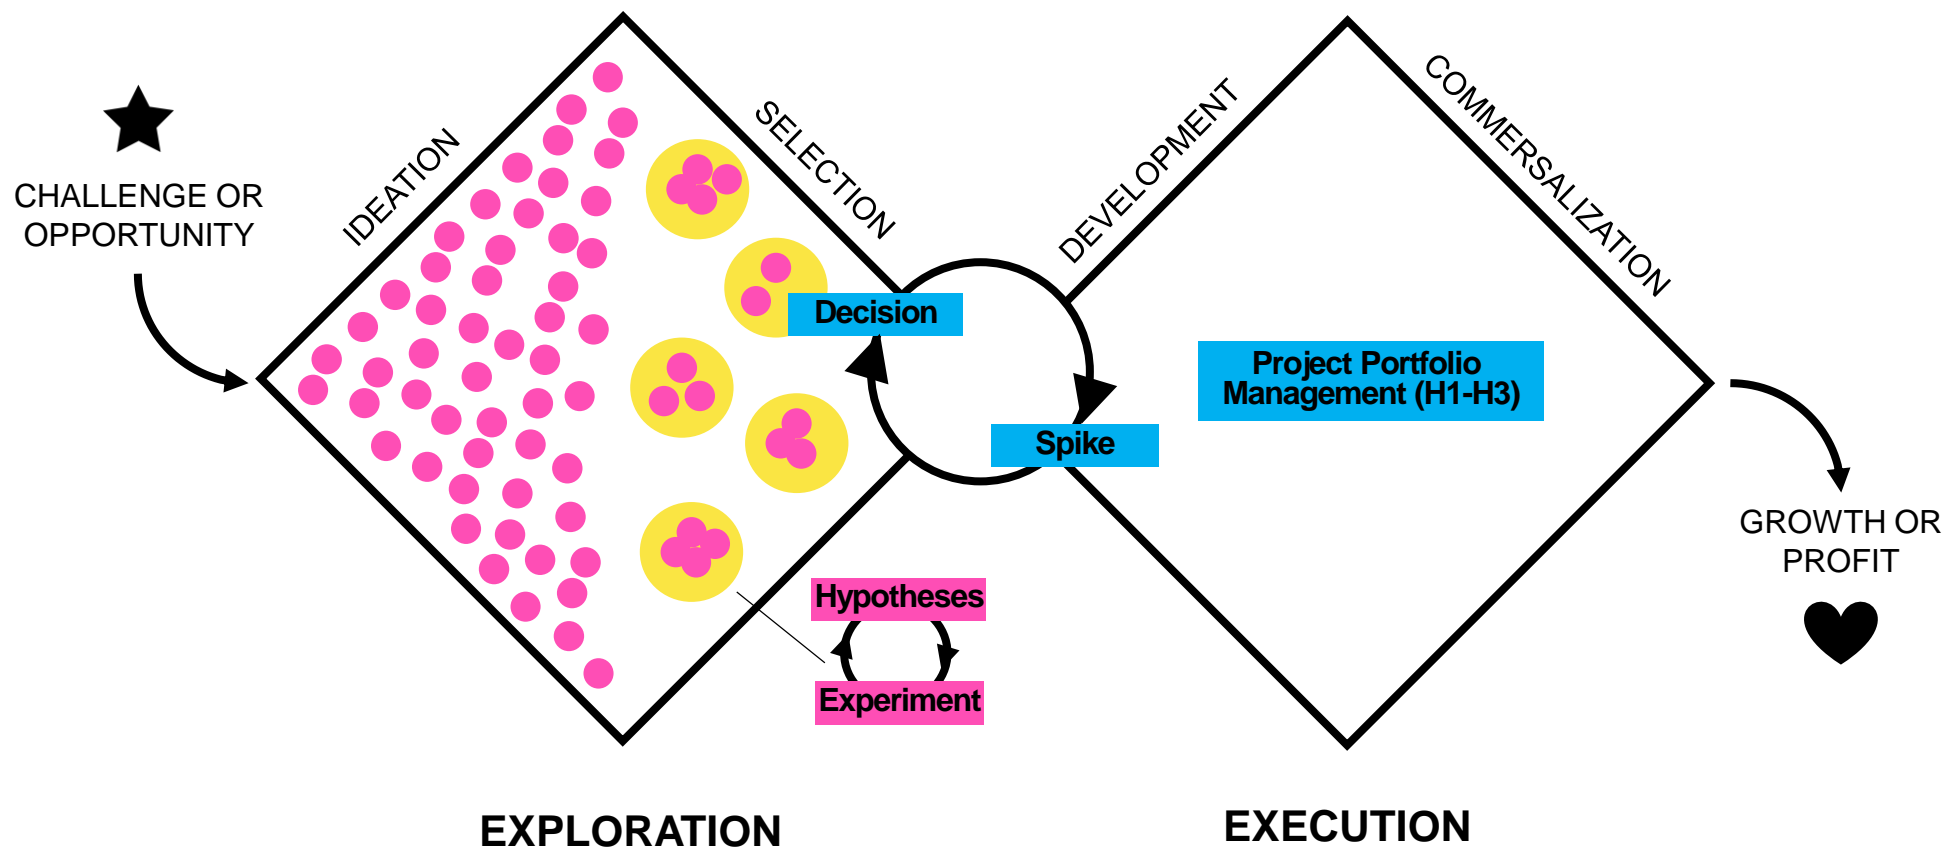 CHALLENGE OR
OPPORTUNITY
IDEATION
SELECTION
DEVELOPMENT
COMMERSALIZATION
Decision
Spike
Project Portfolio
Management (H1-H3)
Hypotheses
Experiment
GROWTH OR
PROFIT
EXPLORATION
EXECUTION